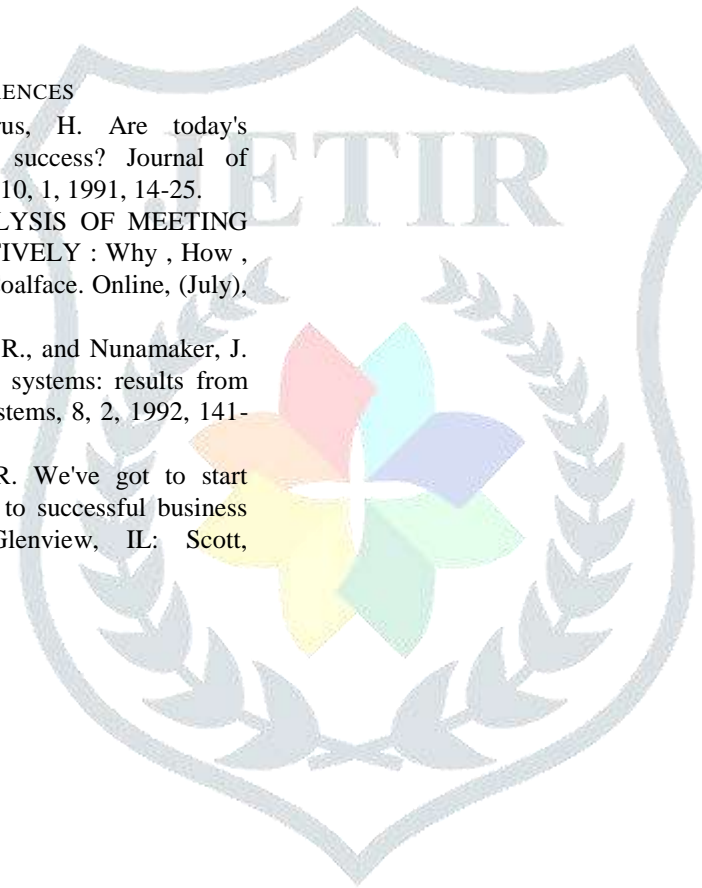 RENCES
rus, H. Are today's
success? Journal of
10, 1, 1991, 14-25.
LYSIS OF MEETING
TIVELY : Why , How ,
oalface. Online, (July),
R., and Nunamaker, J.
systems: results from
stems, 8, 2, 1992, 141-
R. We've got to start
to successful business
Glenview, IL: Scott,
JETIR